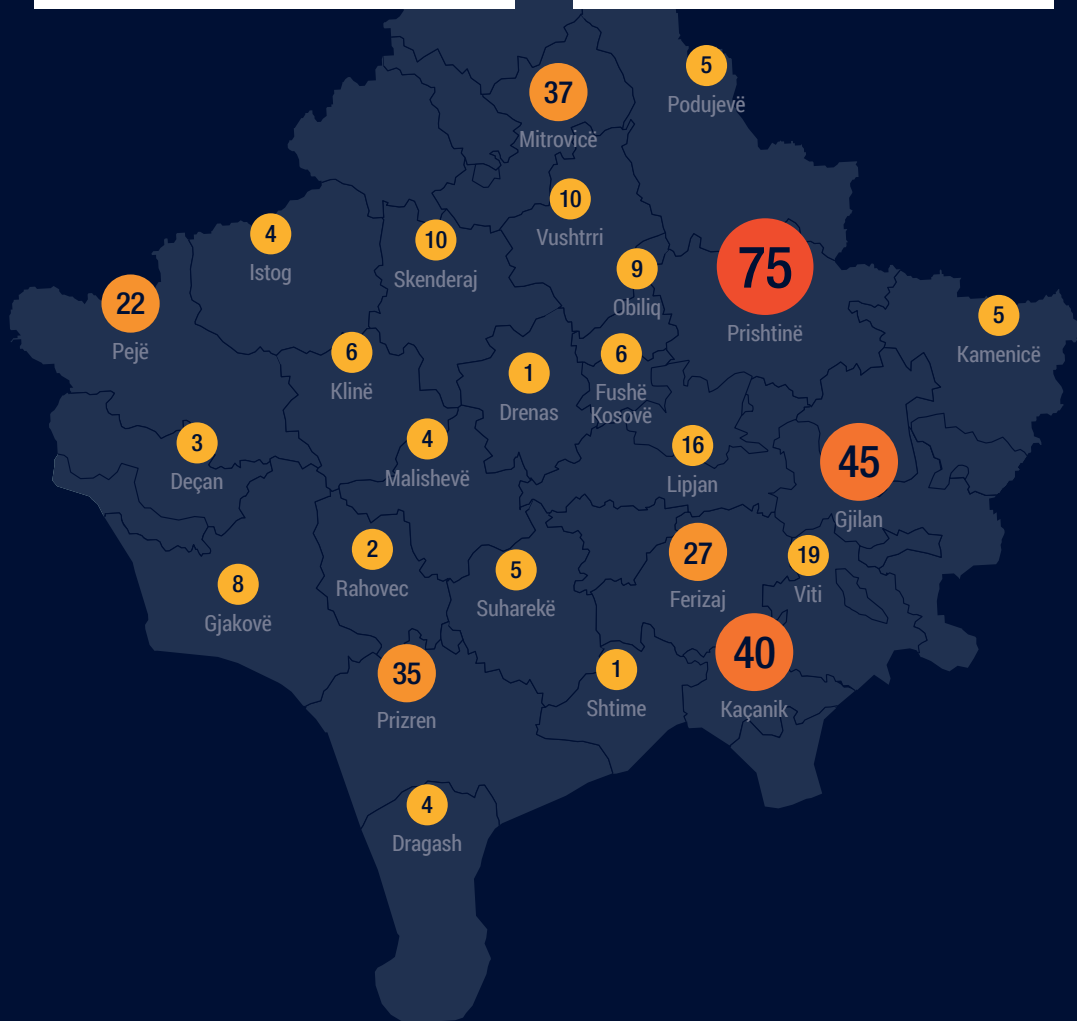 5
Podujevë
37
Mitrovicë
10
Vushtrri
4
Istog
10
Skenderaj
9
Obiliq
75
Prishtinë
22
Pejë
5
Kamenicë
6
Klinë
1
Drenas
6
Fushë
Kosovë
3
Deçan
4
Malishevë
16
Lipjan
45
Gjilan
2
Rahovec
8
Gjakovë
5
Suharekë
27
Ferizaj
19
Viti
35
Prizren
1
Shtime
40
Kaçanik
4
Dragash